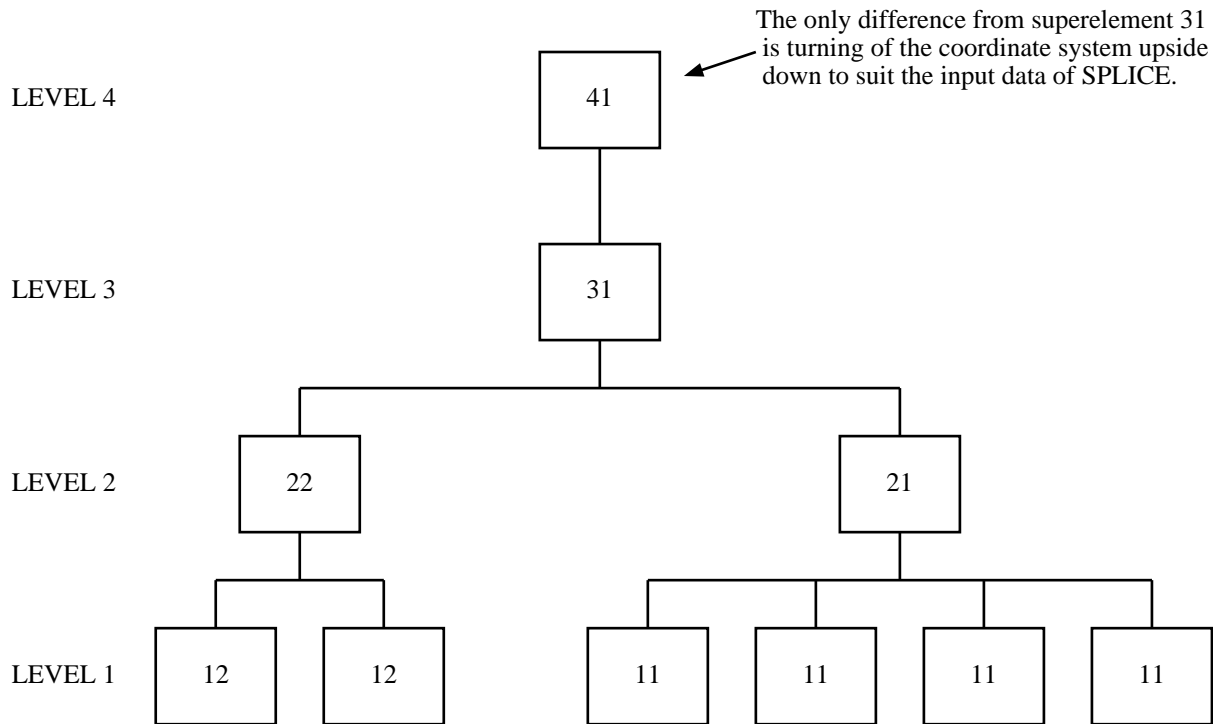 The only difference from superelement 31
is turning of the coordinate system upside
down to suit the input data of SPLICE.
LEVEL 4
41
LEVEL 3
31
LEVEL 2
22
21
LEVEL 1
12
12
11
11
11
11